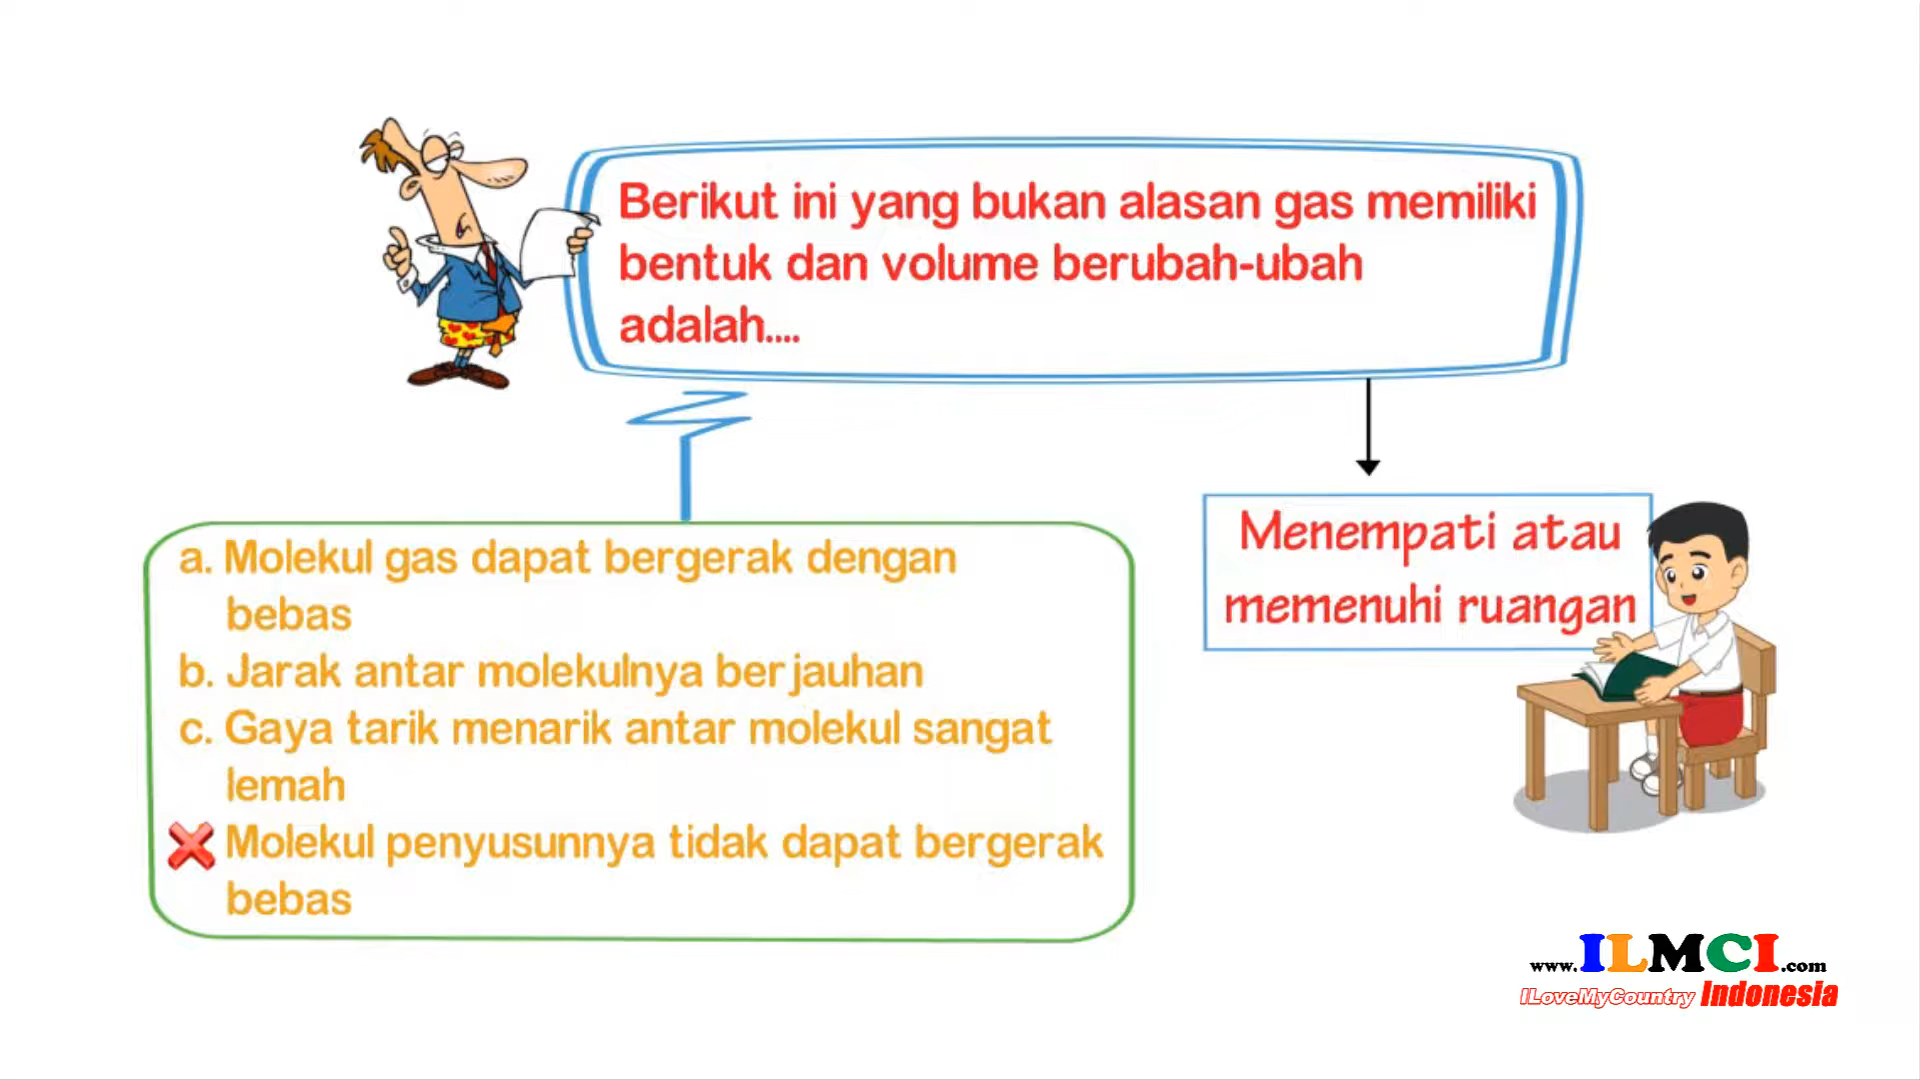 Berikut ini yang bukan alasan gas memiliki
bentuk dan volume berubah-ubah
adalah....
a. Molekul gas dapat bergerak dengan
bebas
b. Jarak antar molekulnya berjauhan
c. Gaya tarik menarik antar molekul sangat
lemah
Molekul penyusunnya tidak dapat bergerak
bebas
Menempati atau
memenuhi ruangan
www.ILMCI.com
ILoveMyCountry Indonesia